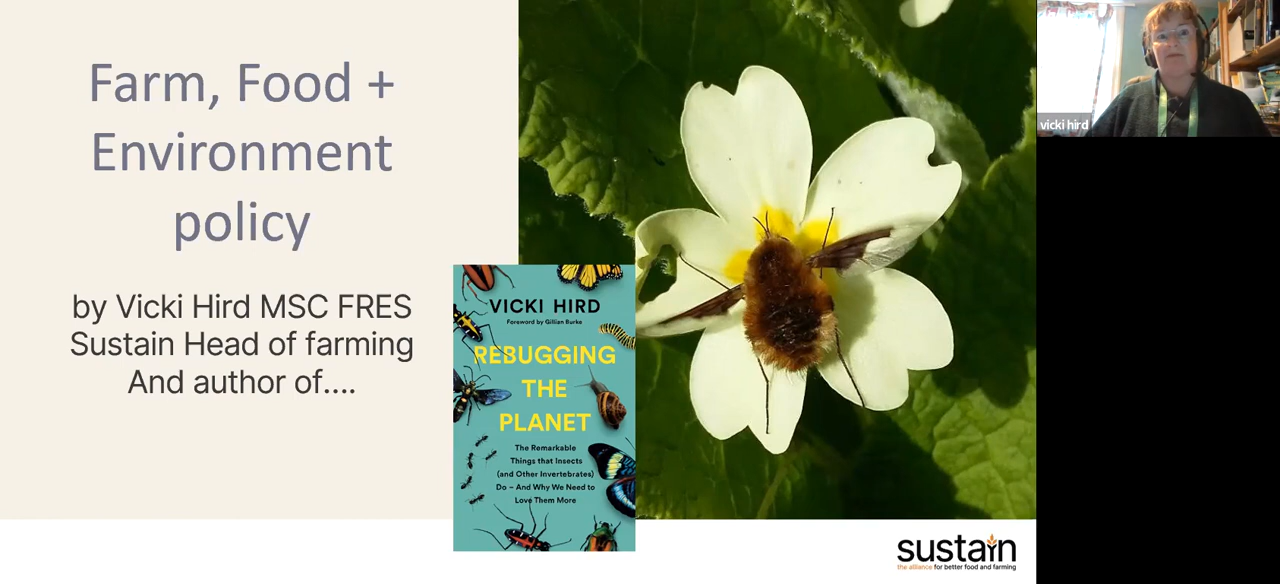 Farm, Food +
Environment
policy
by Vicki Hird MSC FRES
Sustain Head of farming
And author of....
VICKI HIRD
Foreword by Gillian Burke
REBUGGING
THE
PLANET
The Remarkable
Things that Insects
(and Other Invertebrates)
Do – And Why We Need to
Love Them More
sustain
the alliance for better food and farming
vicki hird